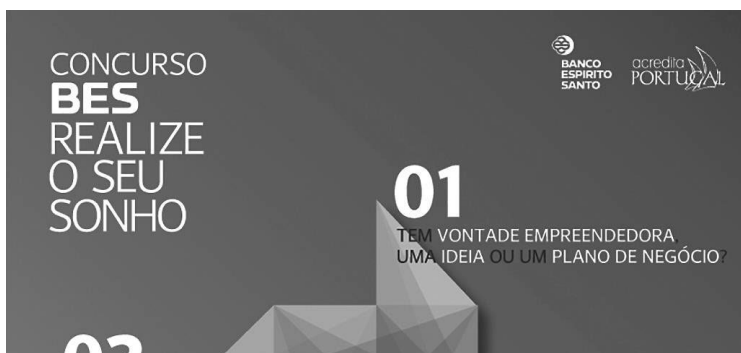 CONCURSO
BES
REALIZE
O SEU
SONHO
BANCO
ESPIRITO
SANTO
acredita
PORTUGAL
01
TEM VONTADE EMPREENDEDORA,
UMA IDEIA OU UM PLANO DE NEGÓCIO?